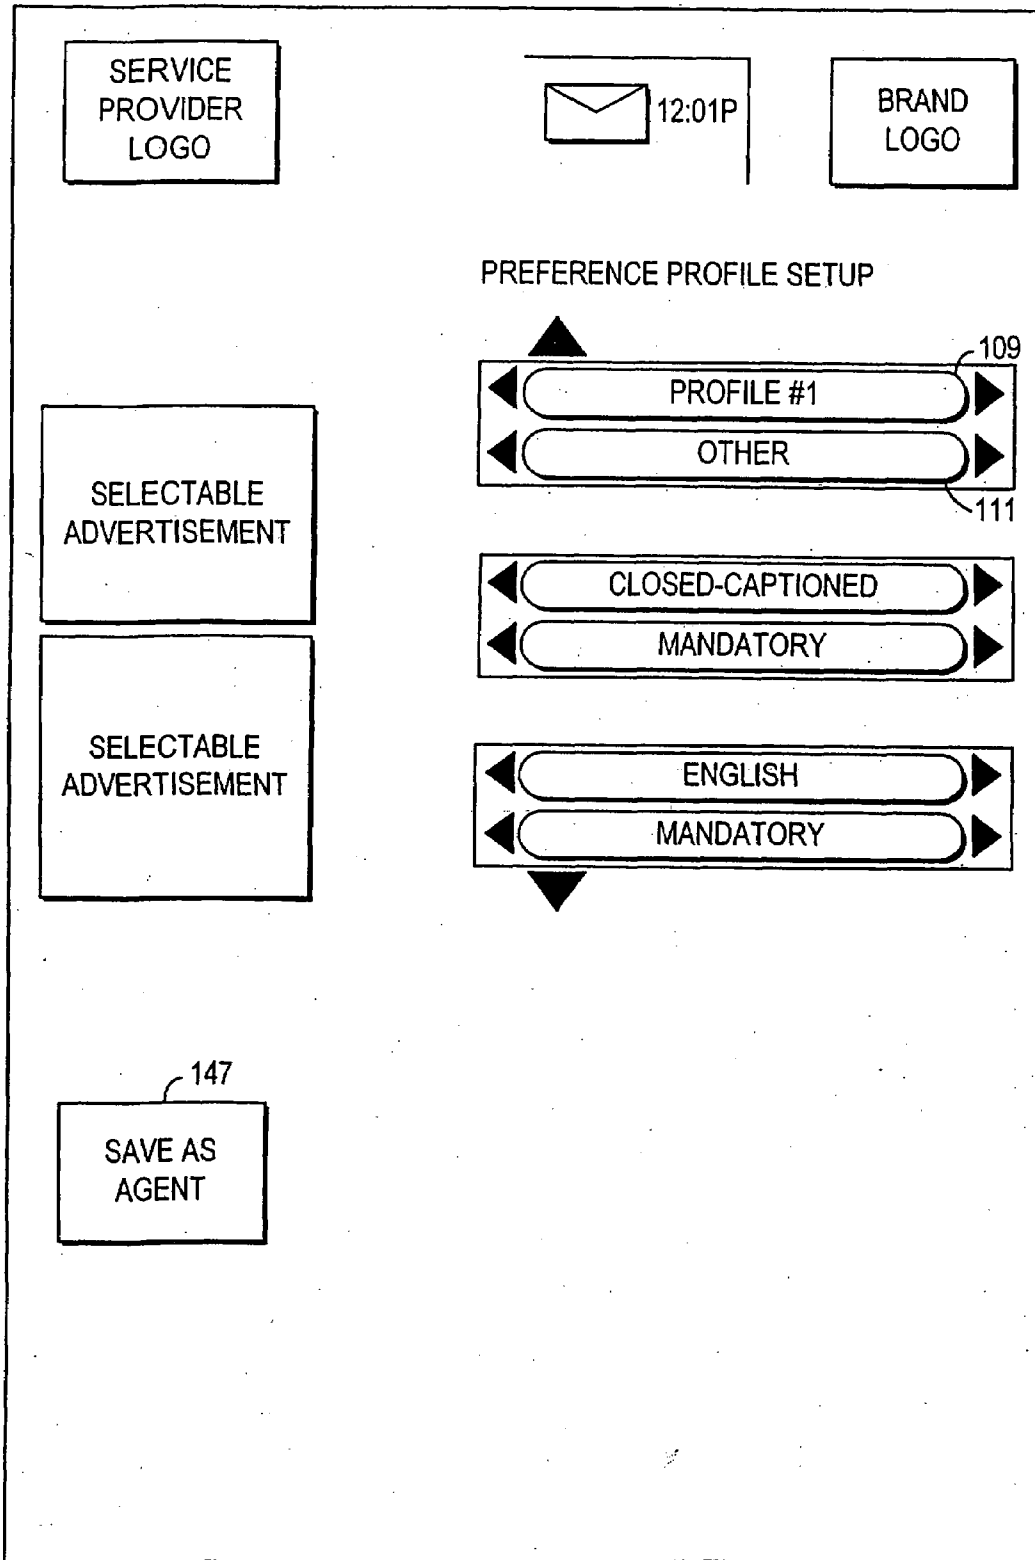 SERVICE
PROVIDER
LOGO
12:01P
BRAND
LOGO
PREFERENCE PROFILE SETUP
109
PROFILE #1
OTHER
111
SELECTABLE
ADVERTISEMENT
CLOSED-CAPTIONED
MANDATORY
SELECTABLE
ADVERTISEMENT
ENGLISH
MANDATORY
147
SAVE AS
AGENT